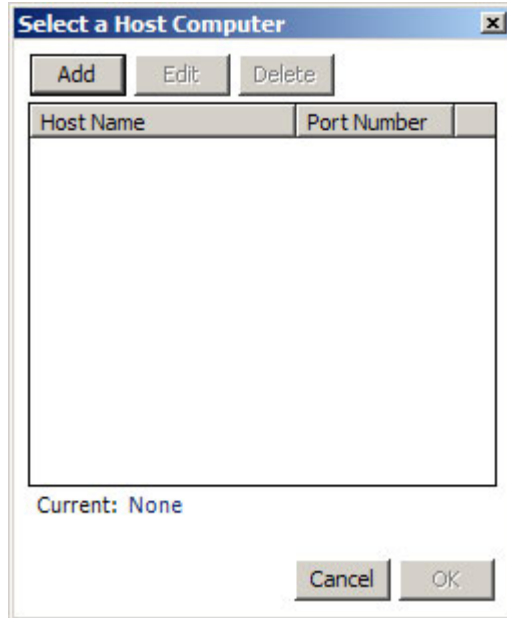 Select a Host Computer
Add Edit Delete
Host Name Port Number
Current: None
Cancel OK